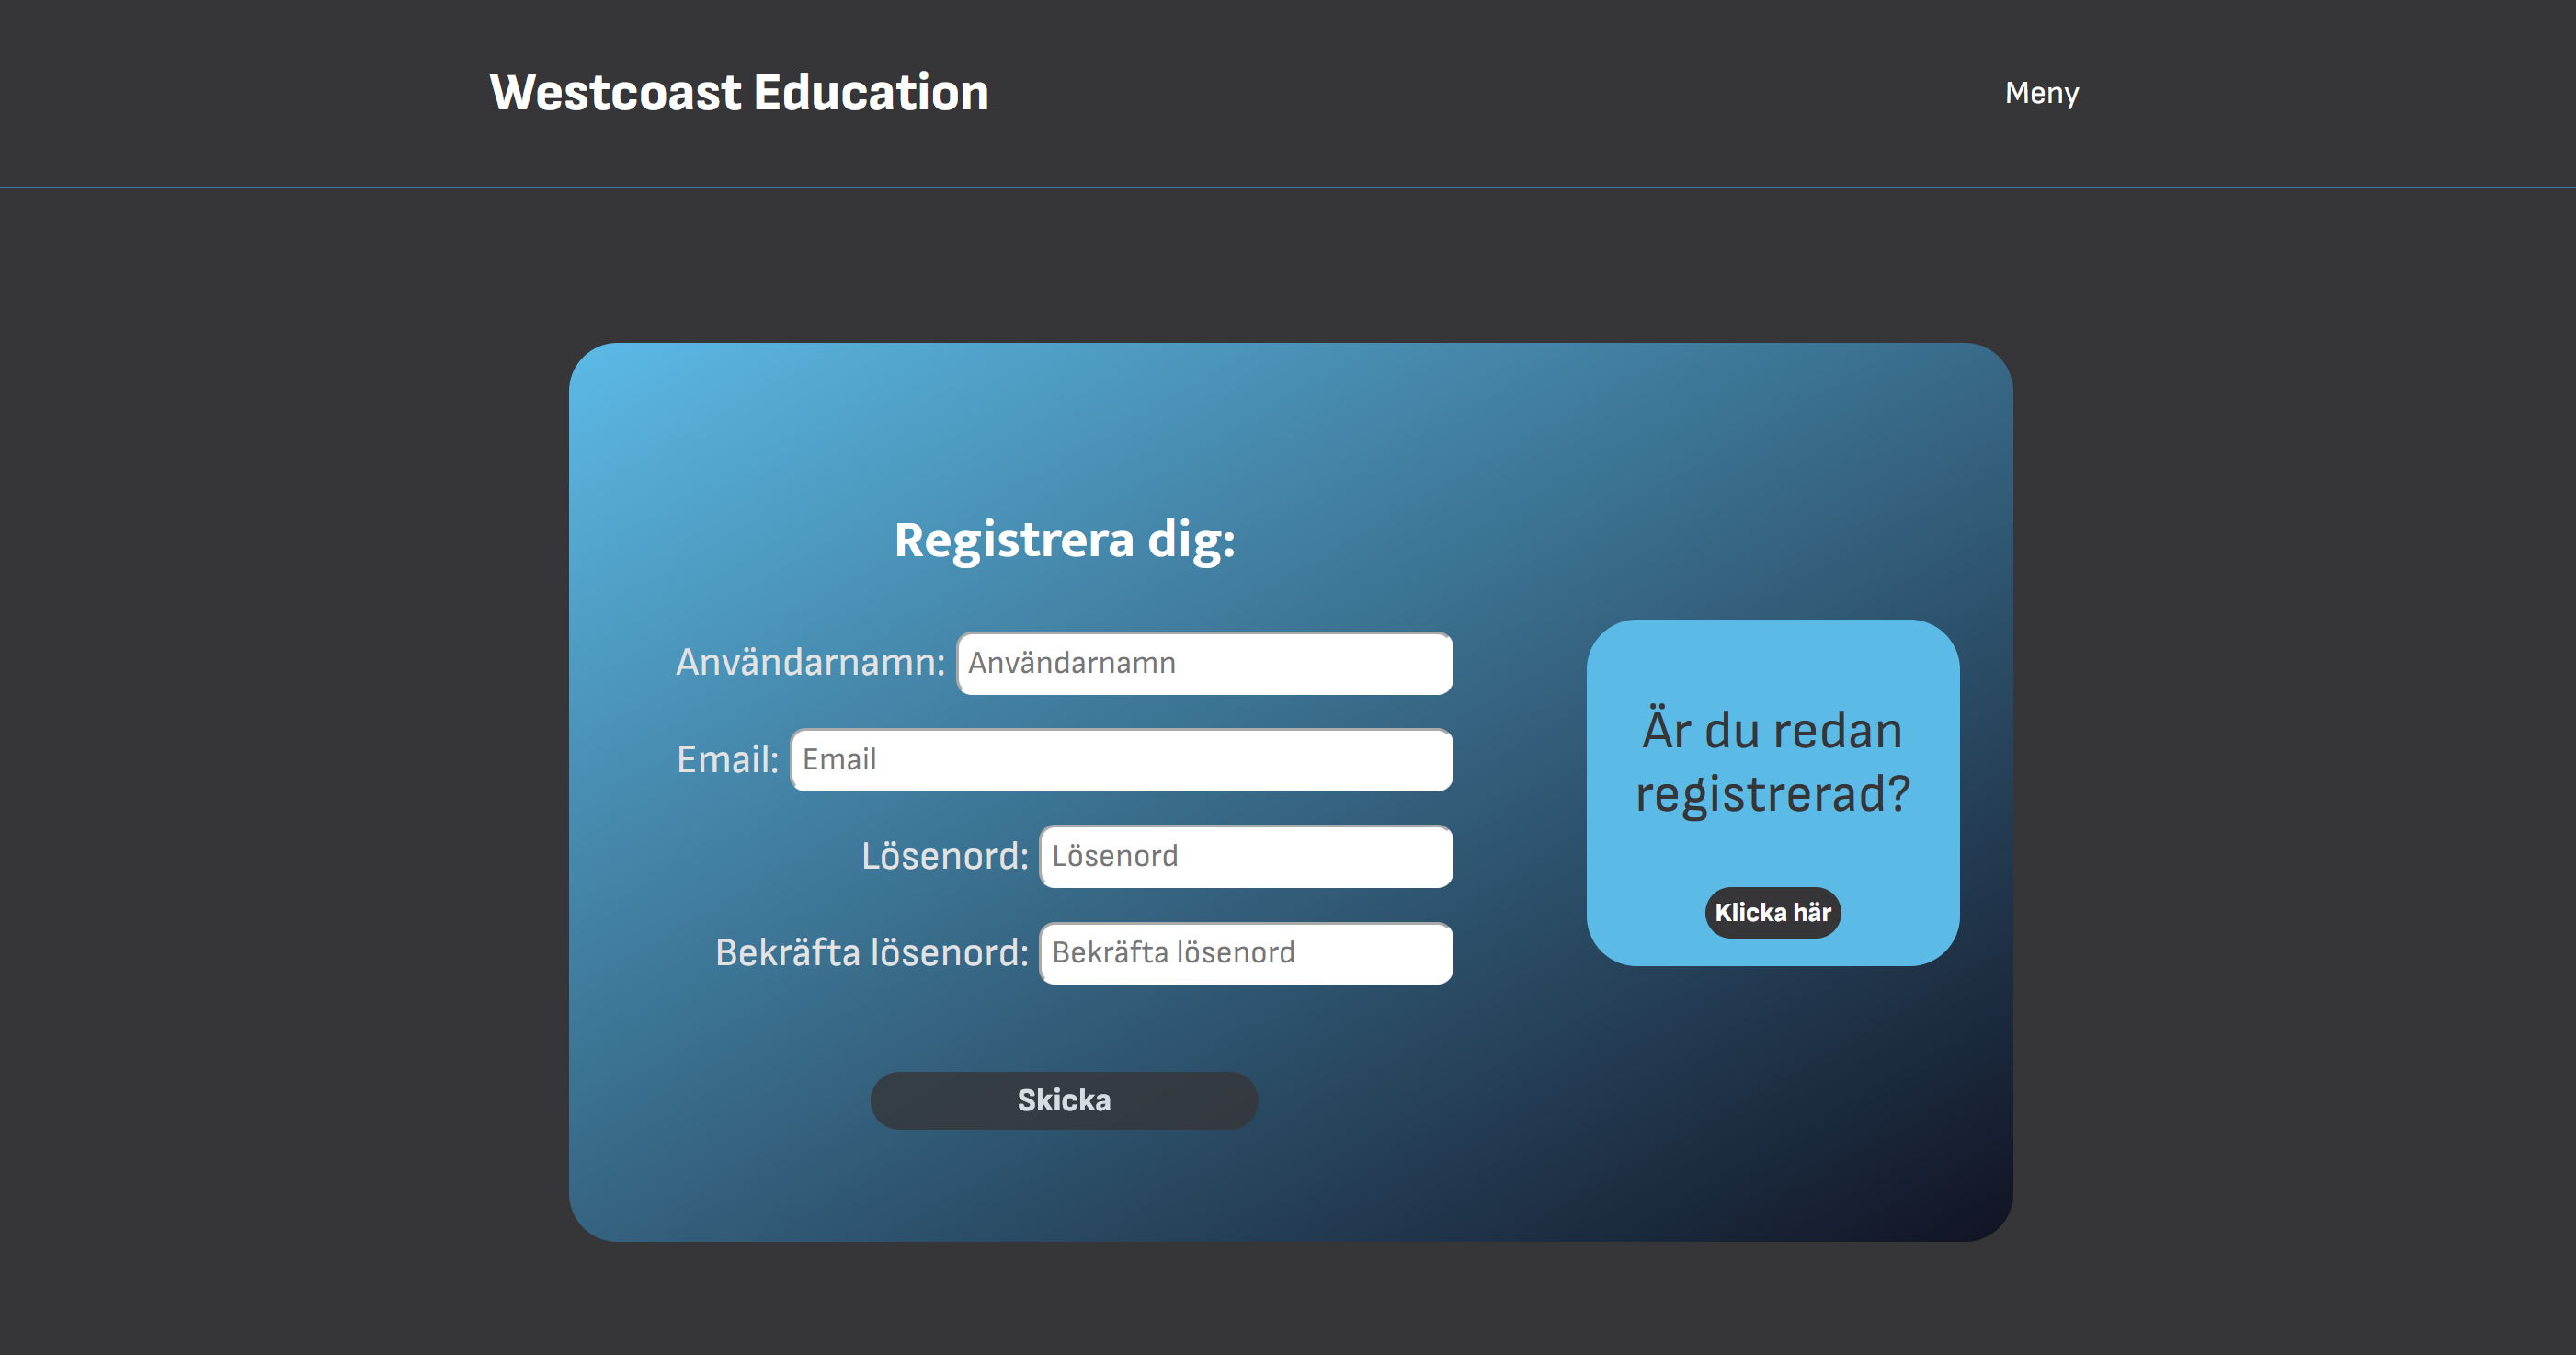 Westcoast Education
Meny
Registrera dig:
Användarnamn: Användarnamn
Email: Email
Lösenord: Lösenord
Bekräfta lösenord: Bekräfta lösenord
Skicka
Är du redan
registrerad?
Klicka här